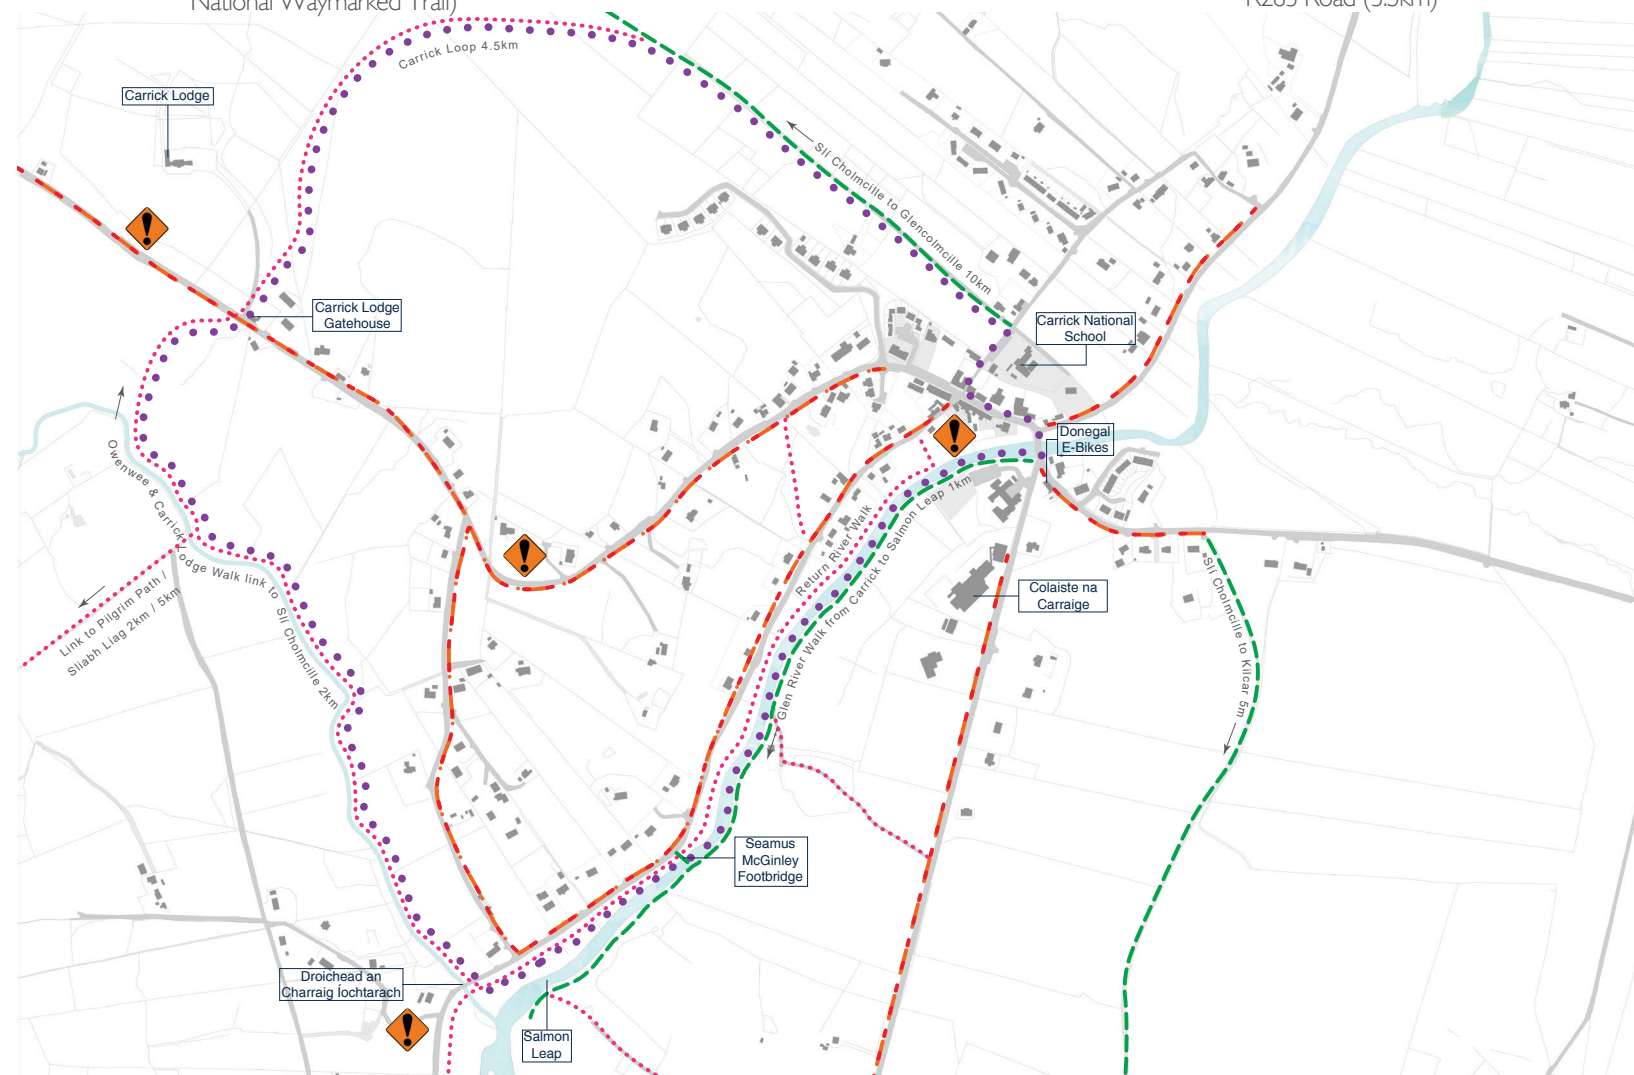 National Waymarked Trail)
R263 Road (3.5km)
Carrick Loop 4.5km
Carrick Lodge
Slí Cholmcille to Glencolmcille 10km
Carrick Lodge
Gatehouse
Carrick National
School
Donegal
E-Bikes
Owenwee & Carrick Lodge Walk link to Slí Cholmcille 2km
Link to Pilgrim Path /
Sliabh Liag 2km / 5km
Return River Walk
Glen River Walk from Carrick to Salmon Leap 1km
Colaiste na
Carraige
Slí Cholmcille to Kilcar 5m
Seamus
McGinley
Footbridge
Droichead an
Charraig Íochtarach
Salmon
Leap